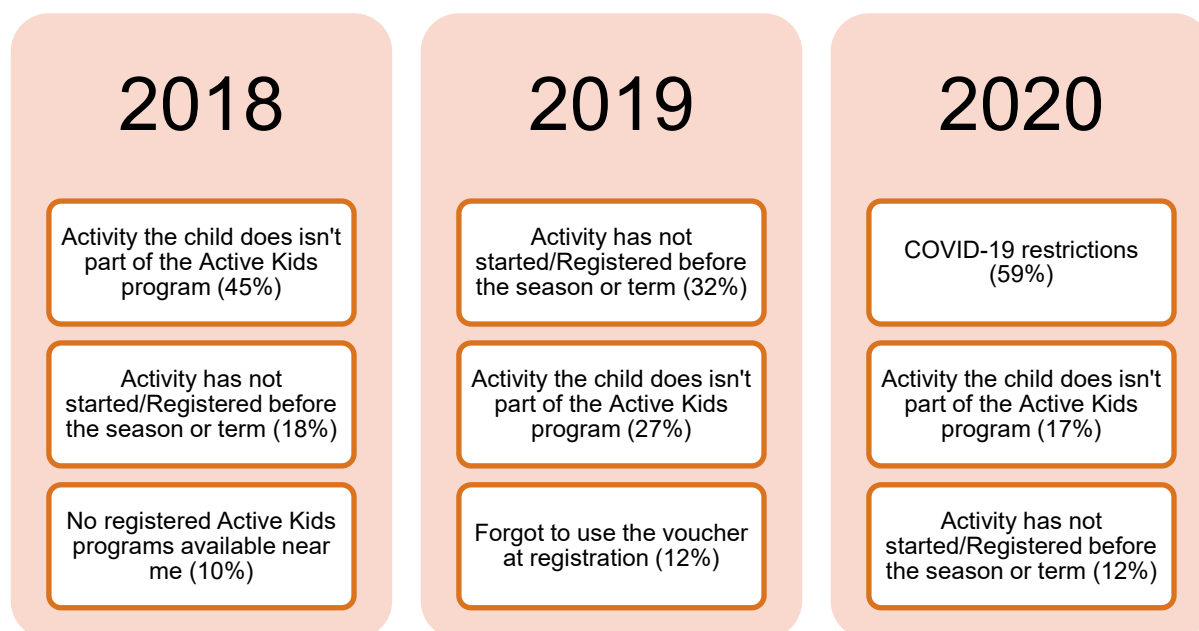 2018
Activity the child does isn't
part of the Active Kids
program (45%)
Activity has not
started/Registered before
the season or term (18%)
No registered Active Kids
programs available near
me (10%)
2019
Activity has not
started/Registered before
the season or term (32%)
Activity the child does isn't
part of the Active Kids
program (27%)
Forgot to use the voucher
at registration (12%)
2020
COVID-19 restrictions
(59%)
Activity the child does isn't
part of the Active Kids
program (17%)
Activity has not
started/Registered before
the season or term (12%)